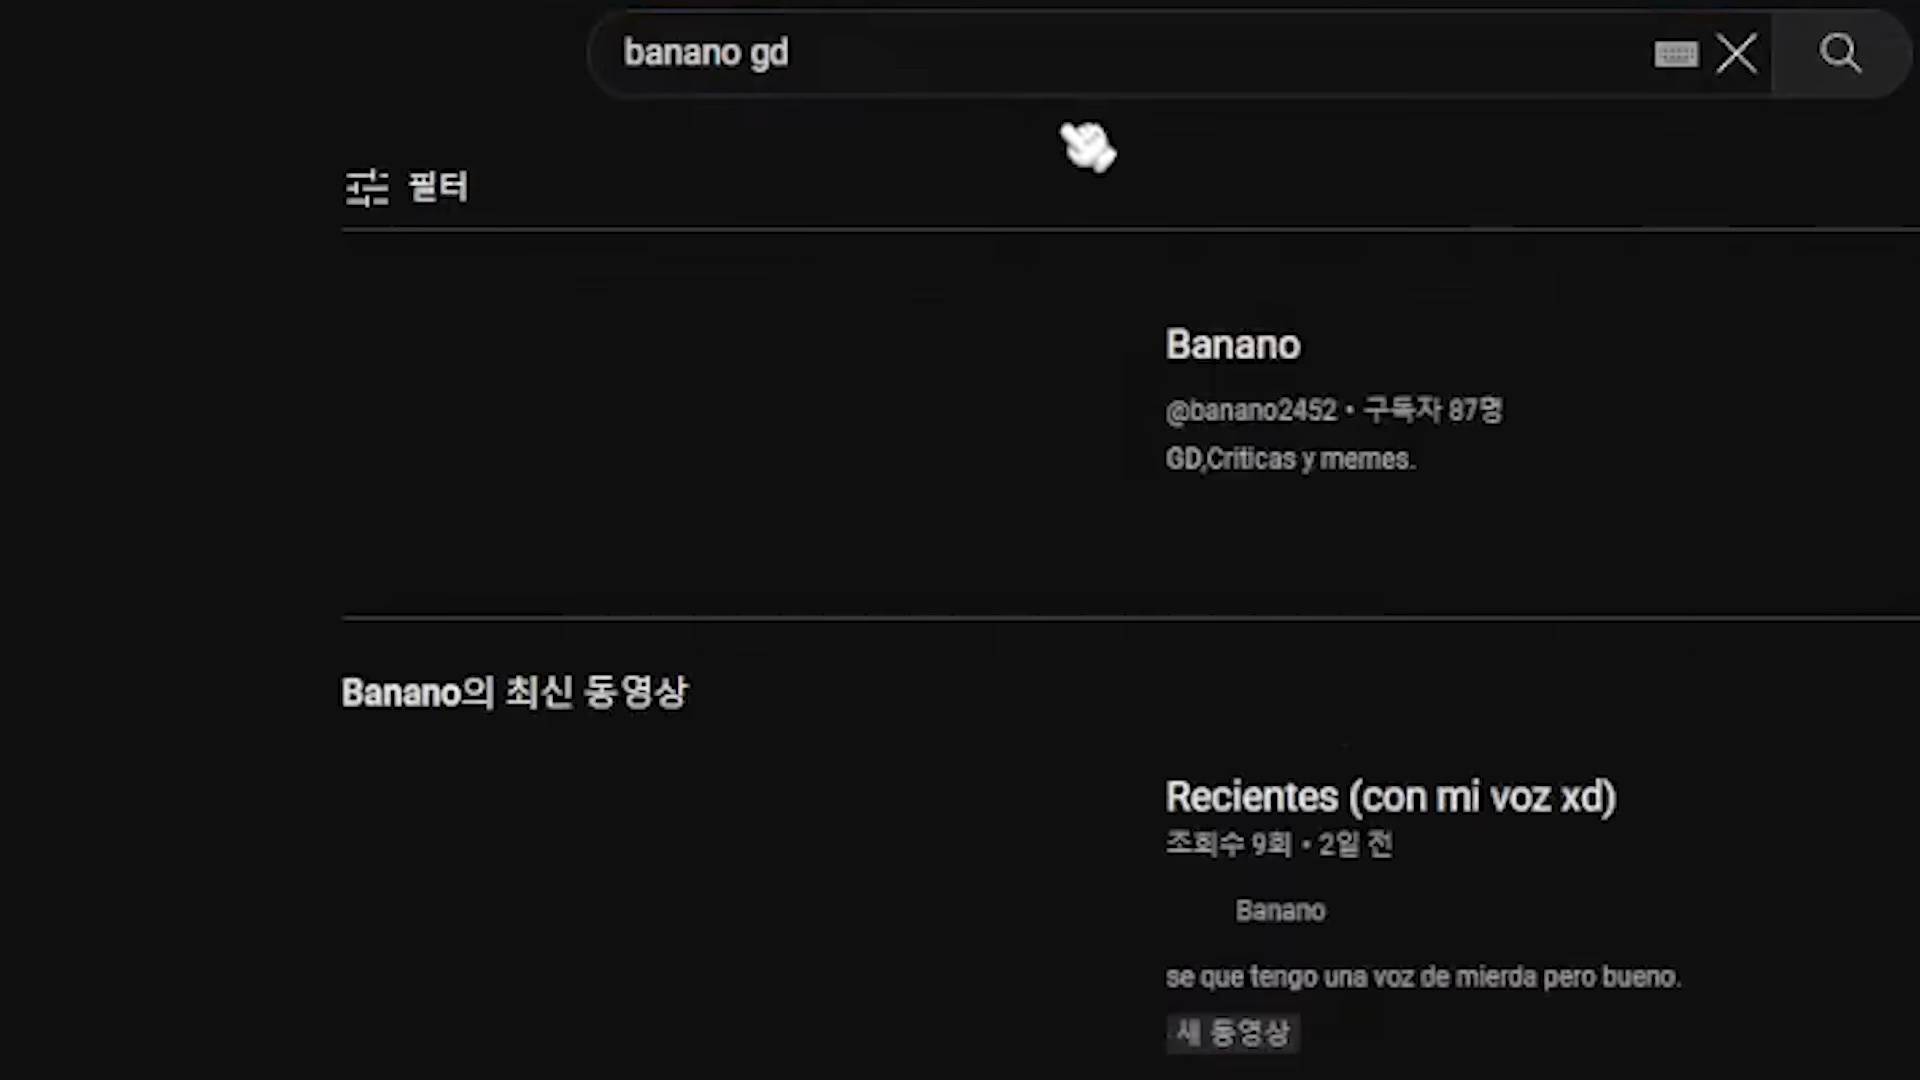 banano gd
필터
Banano
@banano2452 • 구독자 87명
GD,Criticas y memes.
Banano의 최신 동영상
Recientes (con mi voz xd)
조회수 9회 • 2일 전
Banano
se que tengo una voz de mierda pero bueno.
새 동영상